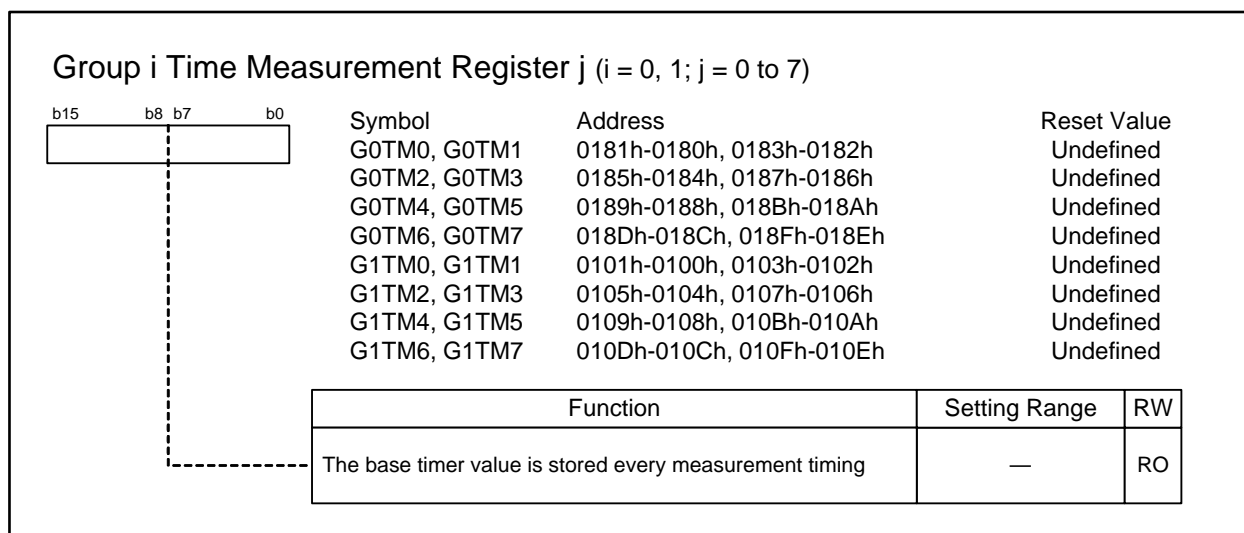 Group i Time Measurement Register j (i = 0, 1; j = 0 to 7)
b15 b8 b7 b0
Symbol Address Reset Value
G0TM0, G0TM1 0181h-0180h, 0183h-0182h Undefined
G0TM2, G0TM3 0185h-0184h, 0187h-0186h Undefined
G0TM4, G0TM5 0189h-0188h, 018Bh-018Ah Undefined
G0TM6, G0TM7 018Dh-018Ch, 018Fh-018Eh Undefined
G1TM0, G1TM1 0101h-0100h, 0103h-0102h Undefined
G1TM2, G1TM3 0105h-0104h, 0107h-0106h Undefined
G1TM4, G1TM5 0109h-0108h, 010Bh-010Ah Undefined
G1TM6, G1TM7 010Dh-010Ch, 010Fh-010Eh Undefined
Function Setting Range RW
The base timer value is stored every measurement timing — RO